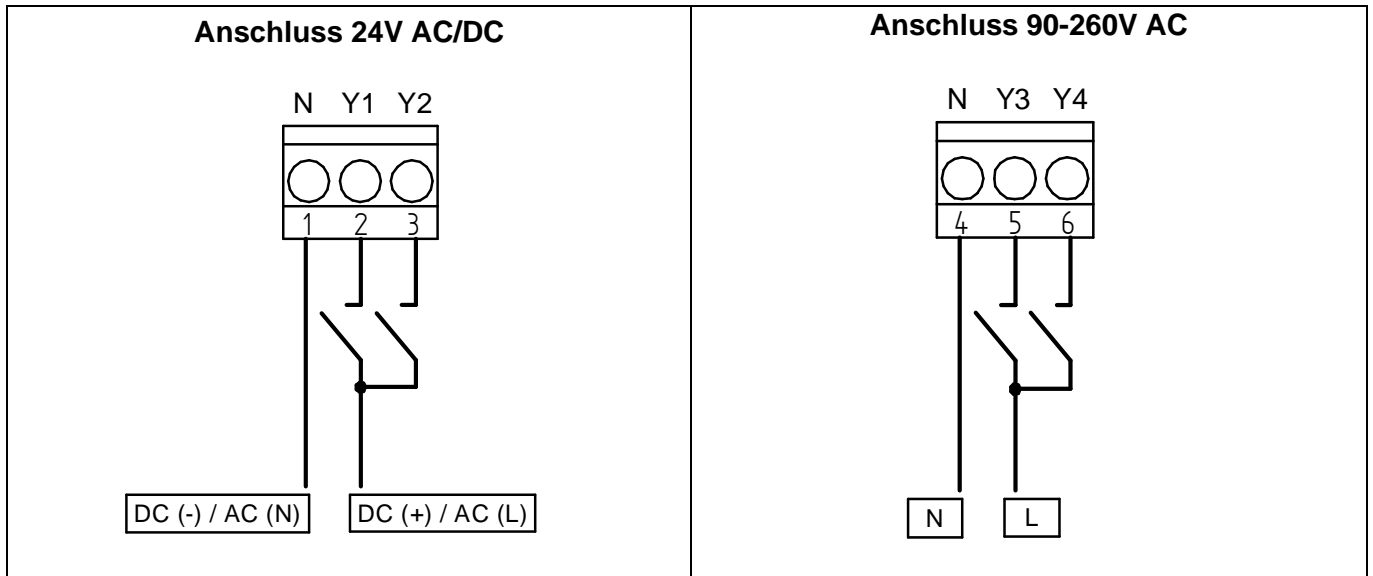 Anschluss 24V AC/DC
N Y1 Y2
1 2 3
DC (-) / AC (N) DC (+) / AC (L)
Anschluss 90-260V AC
N Y3 Y4
4 5 6
N L